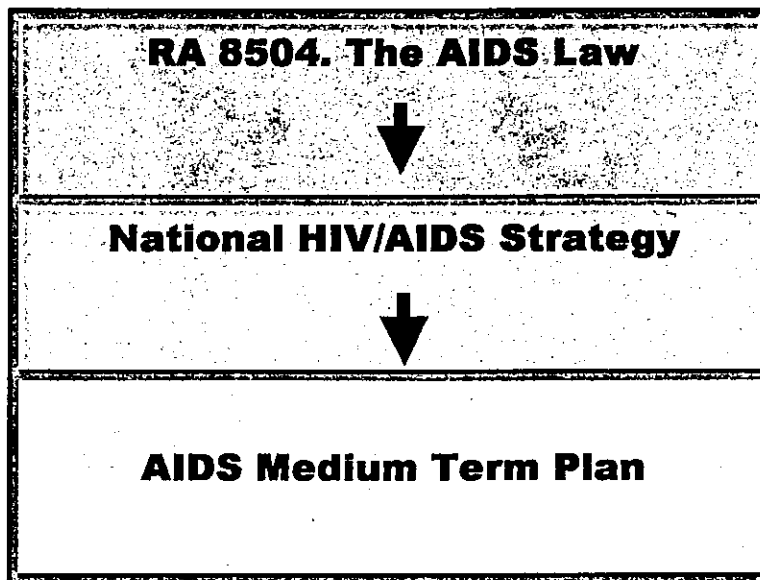 RA 8504. The AIDS Law
National HIV/AIDS Strategy
AIDS Medium Term Plan